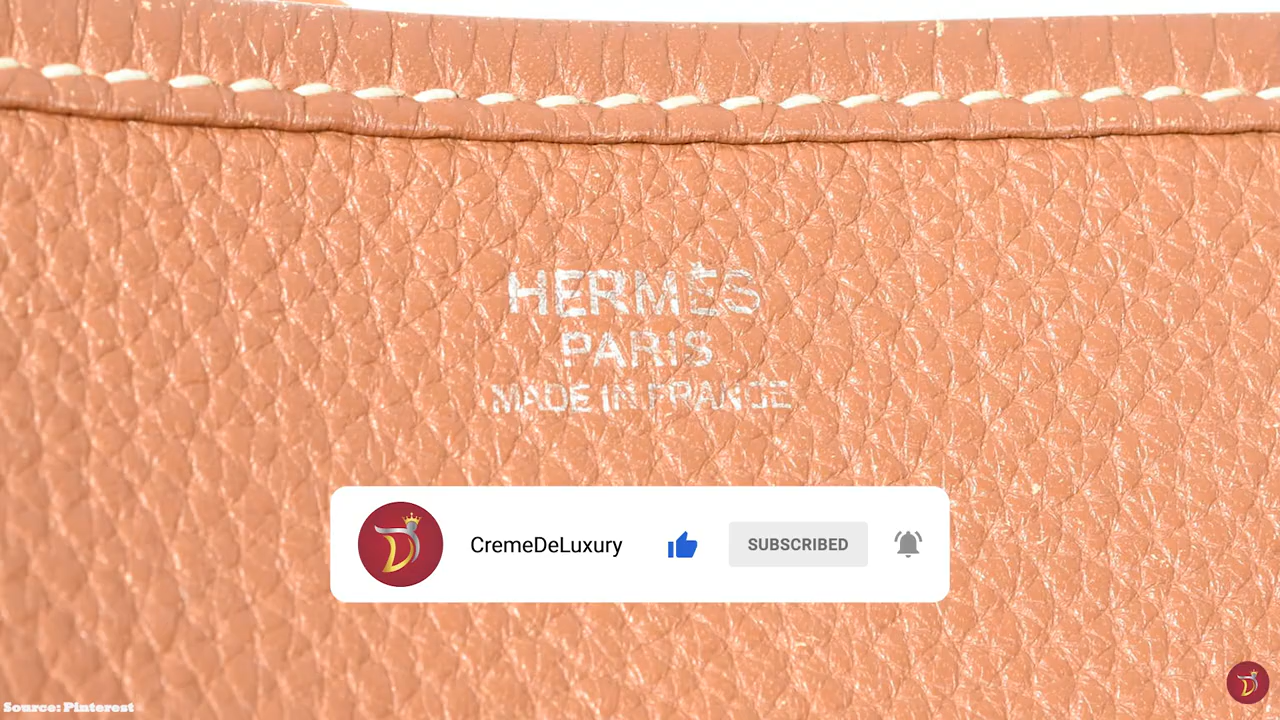 HERMÈS
PARIS
MADE IN FRANCE
CremeDeLuxury
SUBSCRIBED
Source: Pinterest